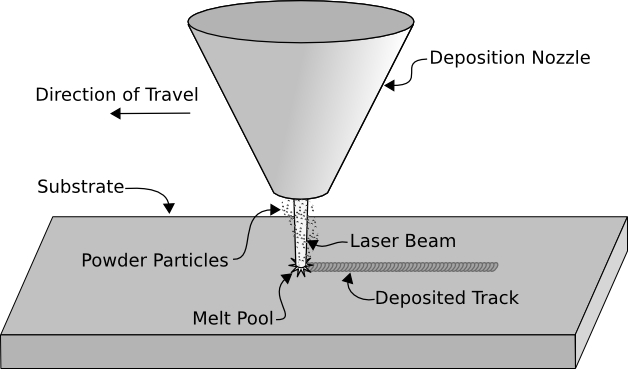 Deposition Nozzle
Direction of Travel
Substrate
Laser Beam
Powder Particles
Deposited Track
Melt Pool